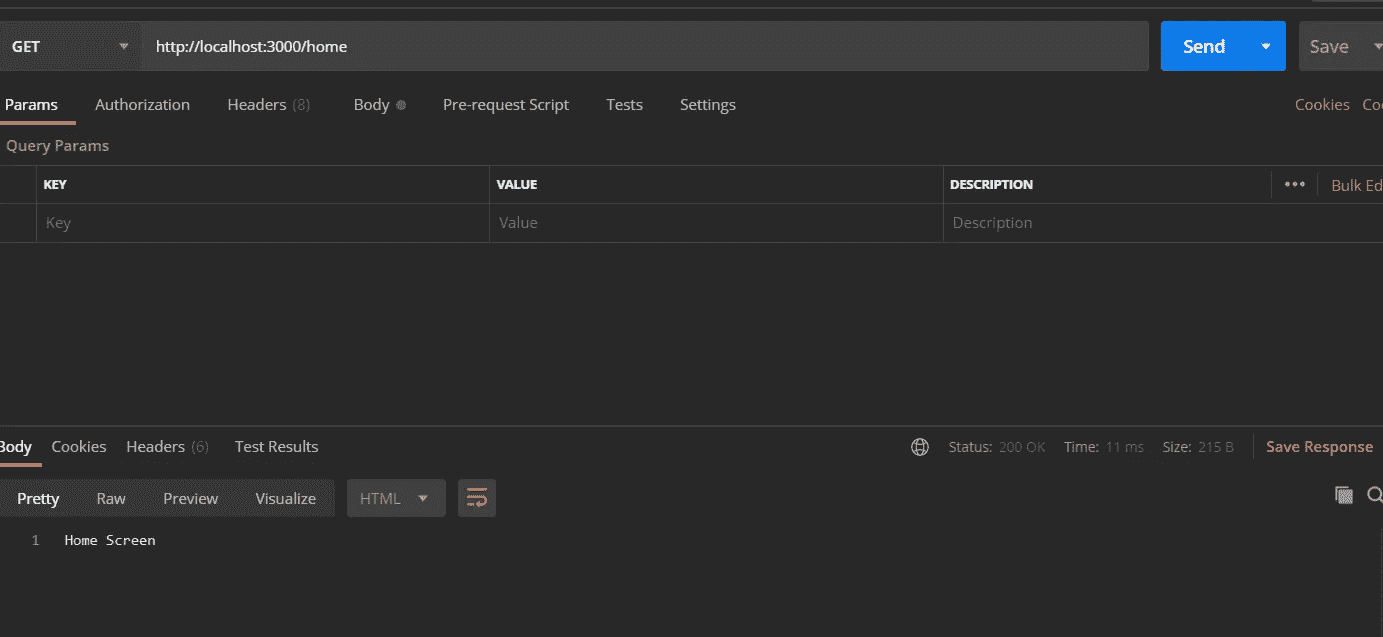 GET http://localhost:3000/home Send Save
Params Authorization Headers (8) Body Pre-request Script Tests Settings Cookies
Query Params
KEY VALUE DESCRIPTION Bulk
Key Value Description
Body Cookies Headers (6) Test Results Status: 200 OK Time: 11 ms Size: 215 B Save Response
Pretty Raw Preview Visualize HTML
1 Home Screen